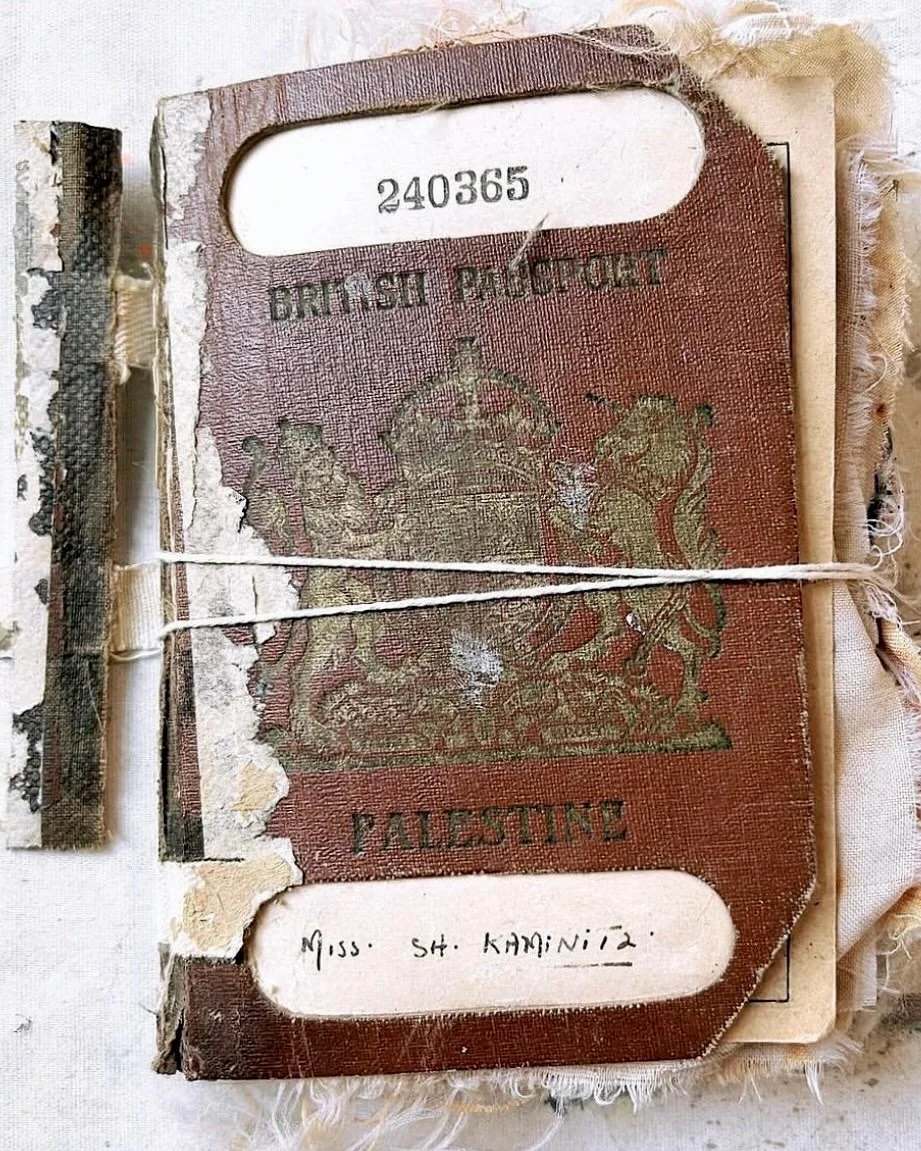 240365
BRITISH PASSPORT
PALESTINE
Miss. SH. KAMINITZ.